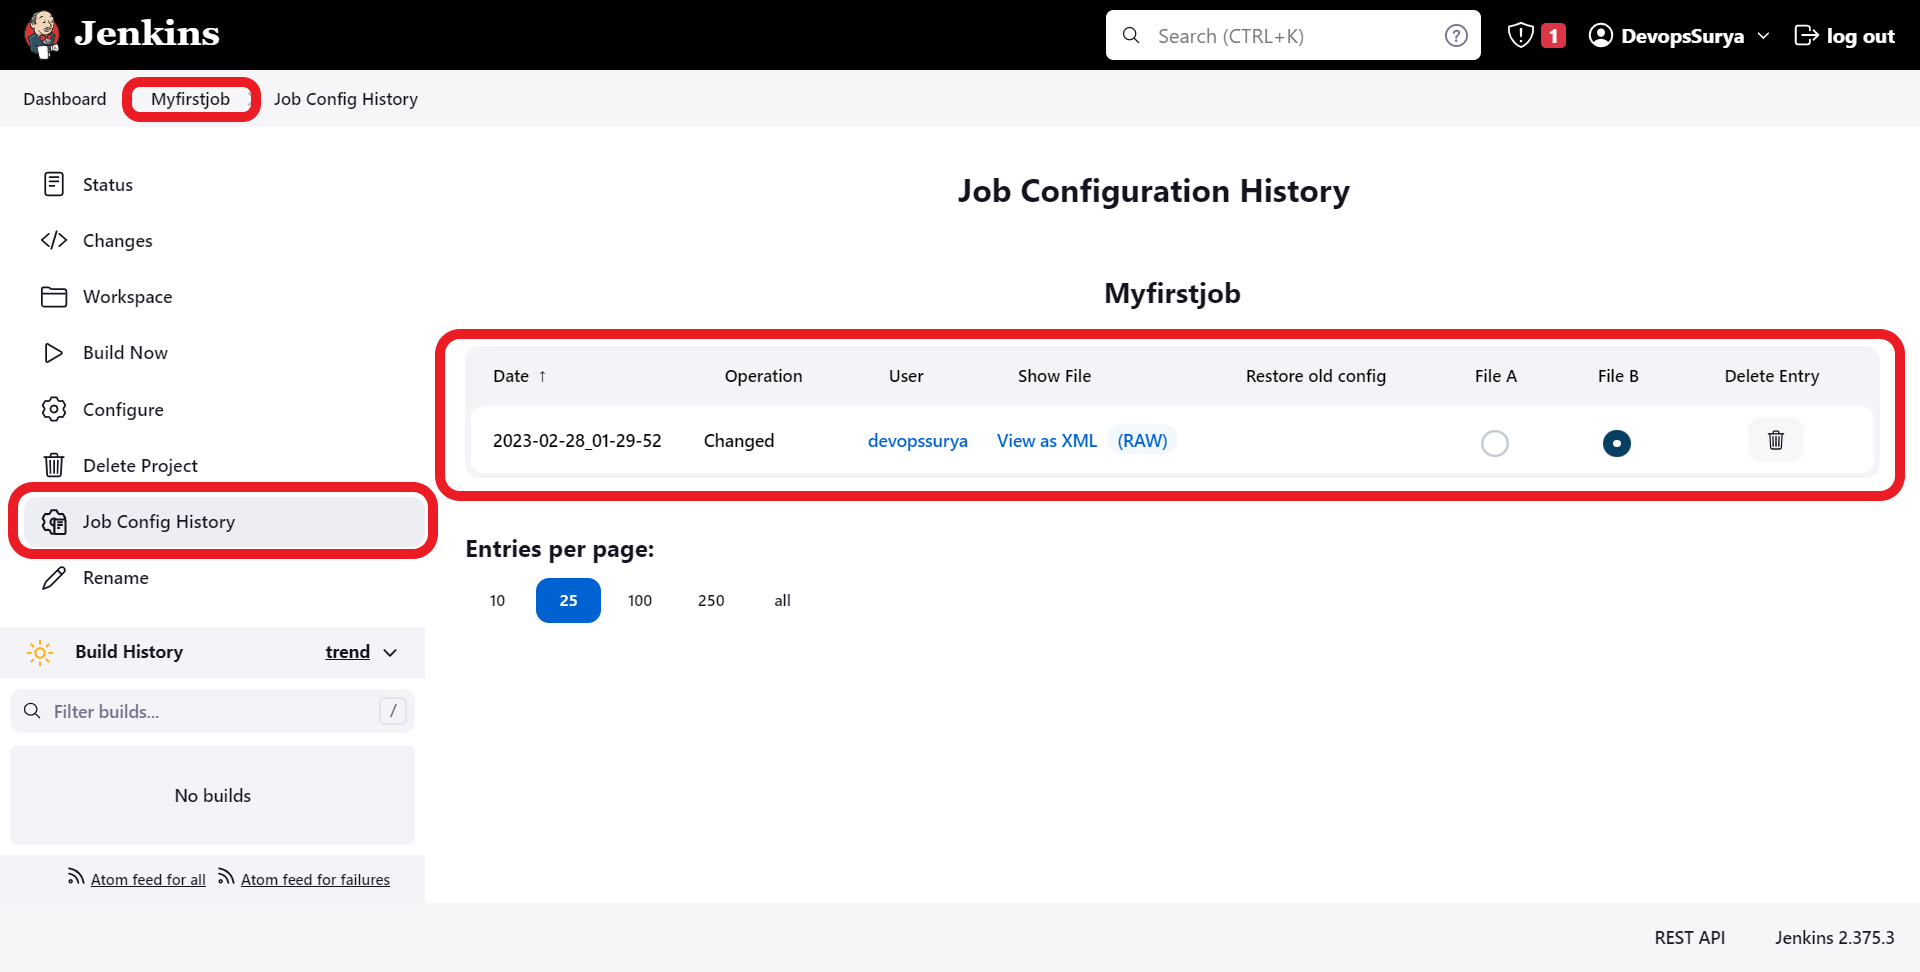 Jenkins
Search (CTRL+K)
?
1
DevopsSurya
log out
Dashboard
Myfirstjob
Job Config History
Status
Changes
Workspace
Build Now
Configure
Delete Project
Job Config History
Rename
Build History
trend
Filter builds...
/
No builds
Atom feed for all
Atom feed for failures
Job Configuration History
Myfirstjob
Date ↑ Operation User Show File Restore old config File A File B Delete Entry
2023-02-28_01-29-52 Changed devopssurya View as XML (RAW)
Entries per page:
10 25 100 250 all
REST API Jenkins 2.375.3